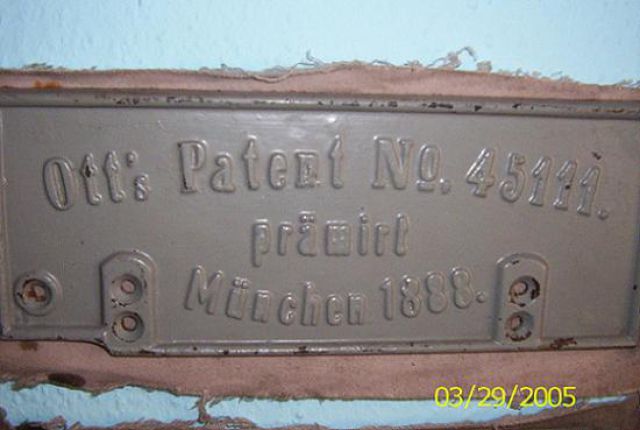 Ott's Patent No. 45111.
prämirt
München 1888.
03/29/2005